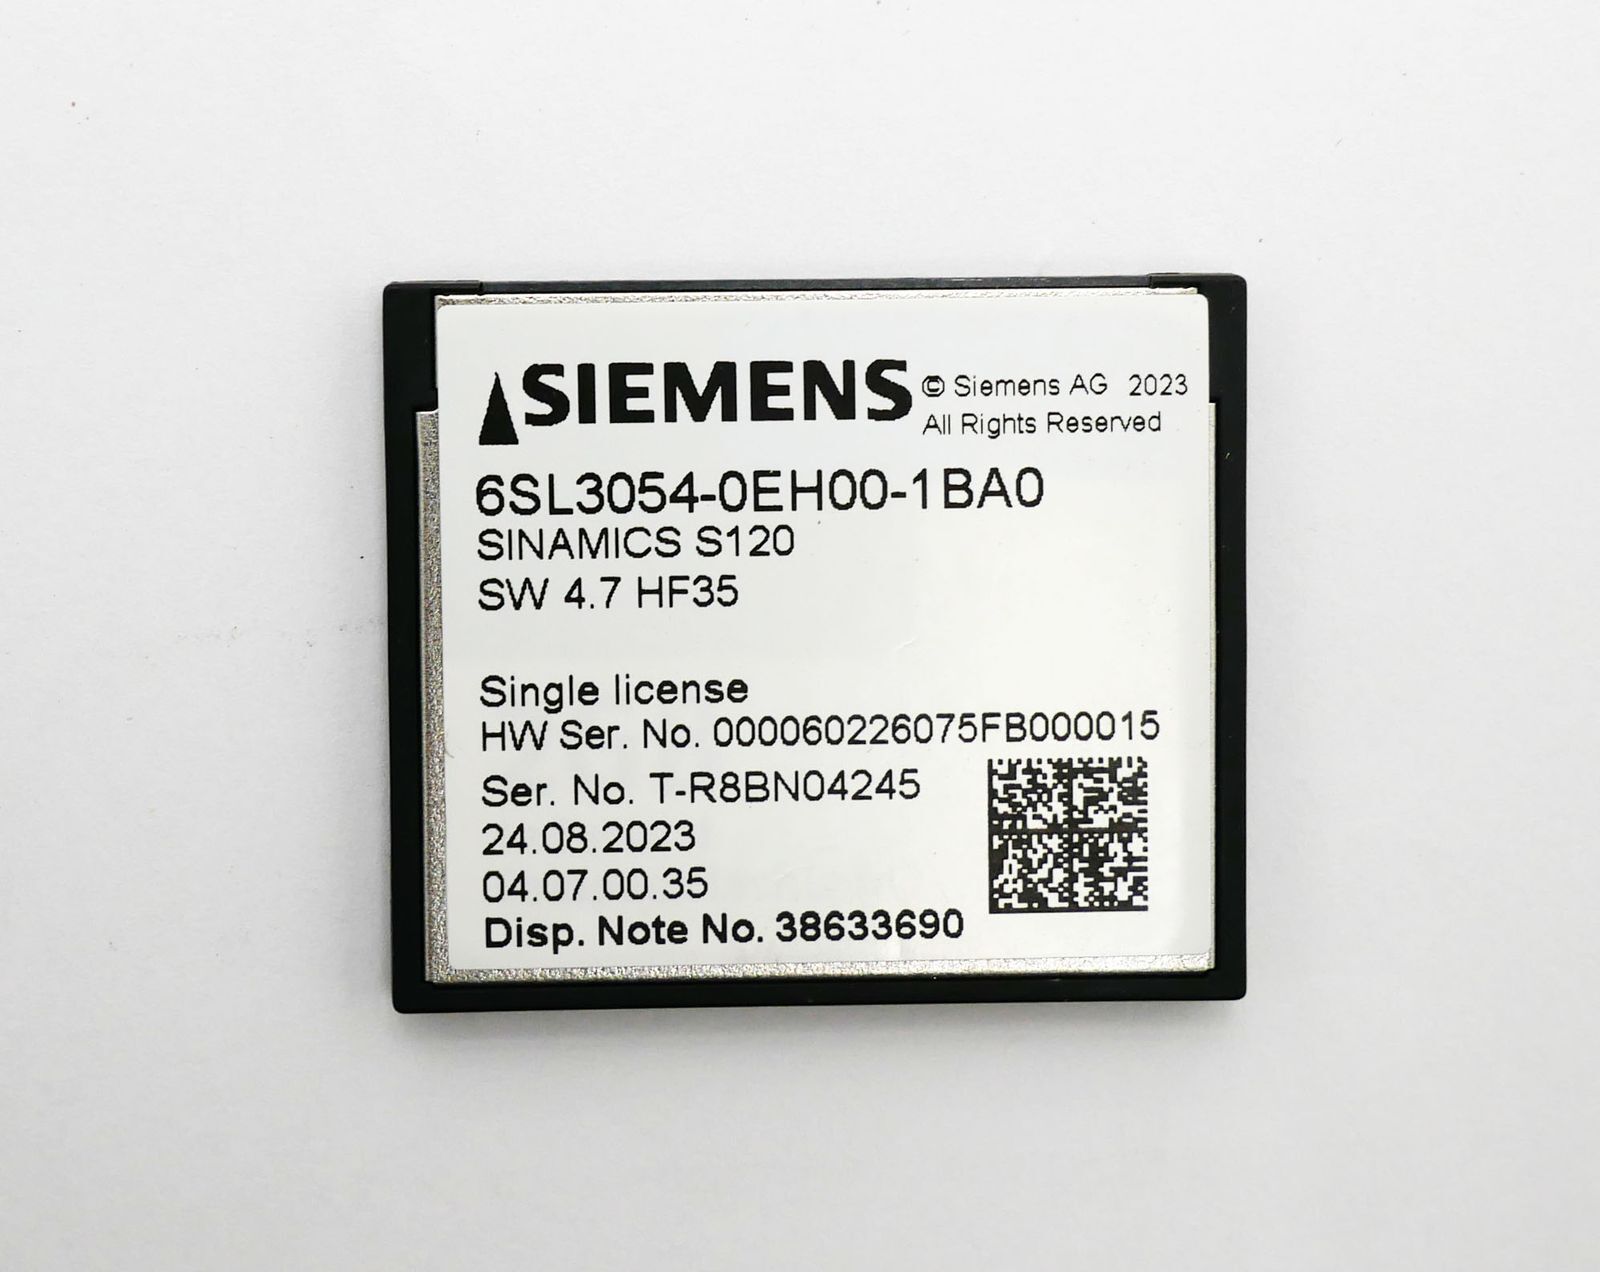 SIEMENS © Siemens AG 2023
All Rights Reserved
6SL3054-0EH00-1BA0
SINAMICS S120
SW 4.7 HF35
Single license
HW Ser. No. 000060226075FB000015
Ser. No. T-R8BN04245
24.08.2023
04.07.00.35
Disp. Note No. 38633690